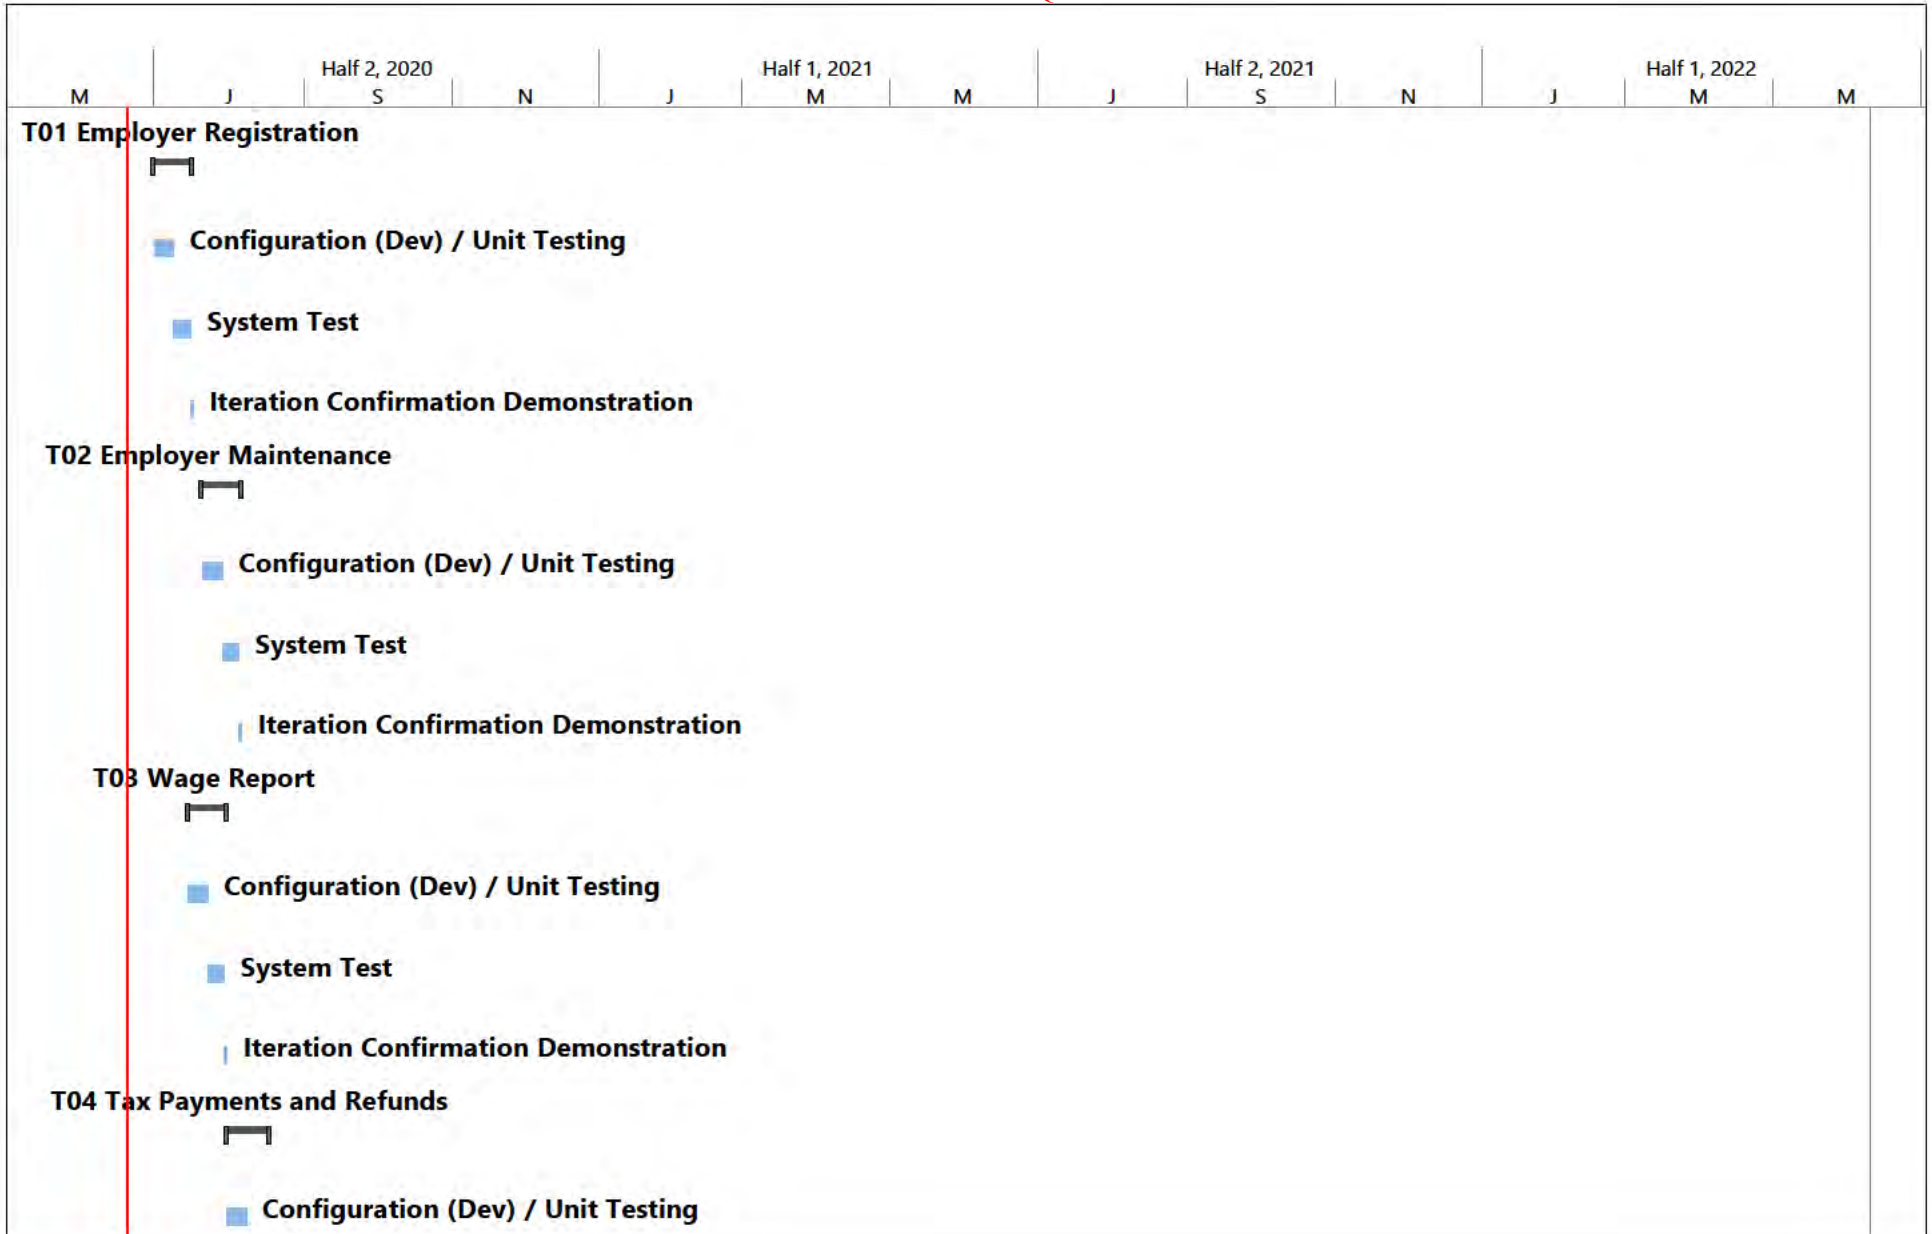 Half 2, 2020 Half 1, 2021 Half 2, 2021 Half 1, 2022
M J S N J M M J S N J M M
T01 Employer Registration
Configuration (Dev) / Unit Testing
System Test
Iteration Confirmation Demonstration
T02 Employer Maintenance
Configuration (Dev) / Unit Testing
System Test
Iteration Confirmation Demonstration
T03 Wage Report
Configuration (Dev) / Unit Testing
System Test
Iteration Confirmation Demonstration
T04 Tax Payments and Refunds
Configuration (Dev) / Unit Testing